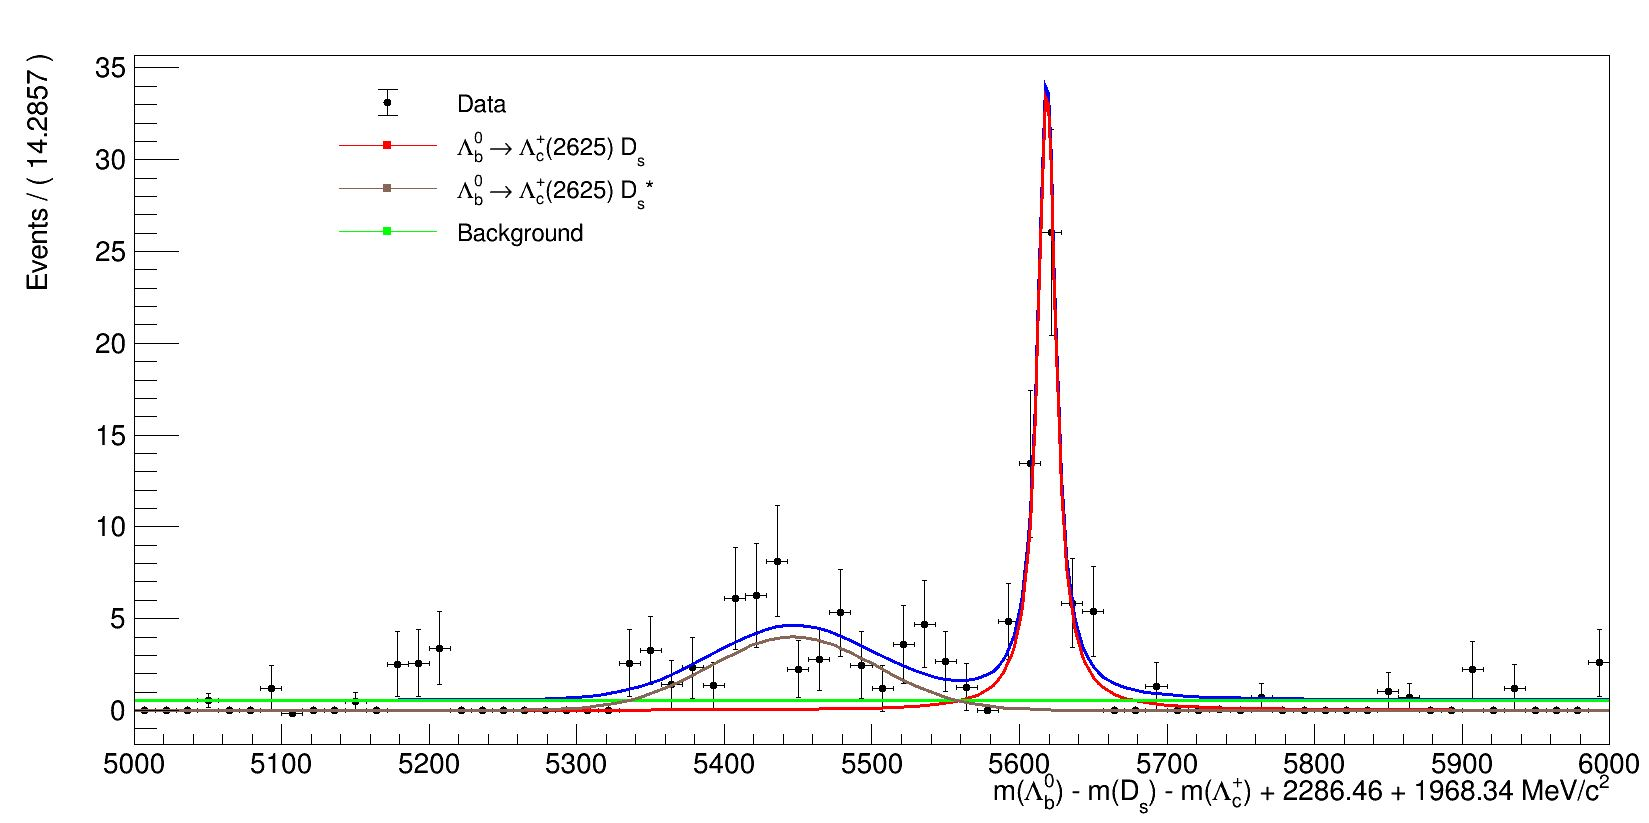 Events / ( 14.2857 )
35
30
25
20
15
10
5
0
Data
Λ_b^0 → Λ_c^+(2625) D_s
Λ_b^0 → Λ_c^+(2625) D_s*
Background
5000 5100 5200 5300 5400 5500 5600 5700 5800 5900 6000
m(Λ_b^0) - m(D_s) - m(Λ_c^+) + 2286.46 + 1968.34 MeV/c^2